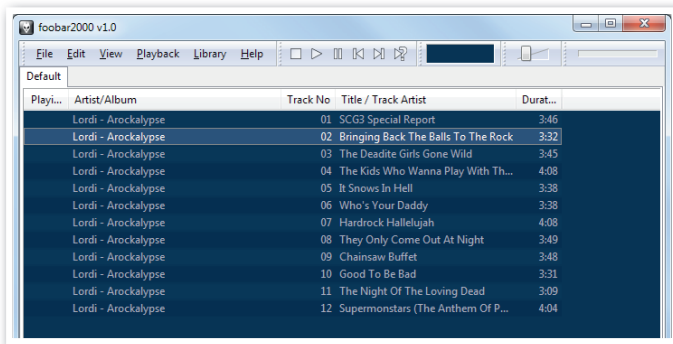 foobar2000 v1.0
File Edit View Playback Library Help
Default
Playi... Artist/Album Track No Title / Track Artist Durat...
Lordi - Arockalypse 01 SCG3 Special Report 3:46
Lordi - Arockalypse 02 Bringing Back The Balls To The Rock 3:32
Lordi - Arockalypse 03 The Deadite Girls Gone Wild 3:45
Lordi - Arockalypse 04 The Kids Who Wanna Play With Th... 4:08
Lordi - Arockalypse 05 It Snows In Hell 3:38
Lordi - Arockalypse 06 Who's Your Daddy 3:38
Lordi - Arockalypse 07 Hardrock Hallelujah 4:08
Lordi - Arockalypse 08 They Only Come Out At Night 3:49
Lordi - Arockalypse 09 Chainsaw Buffet 3:48
Lordi - Arockalypse 10 Good To Be Bad 3:31
Lordi - Arockalypse 11 The Night Of The Loving Dead 3:09
Lordi - Arockalypse 12 Supermonstars (The Anthem Of P... 4:04